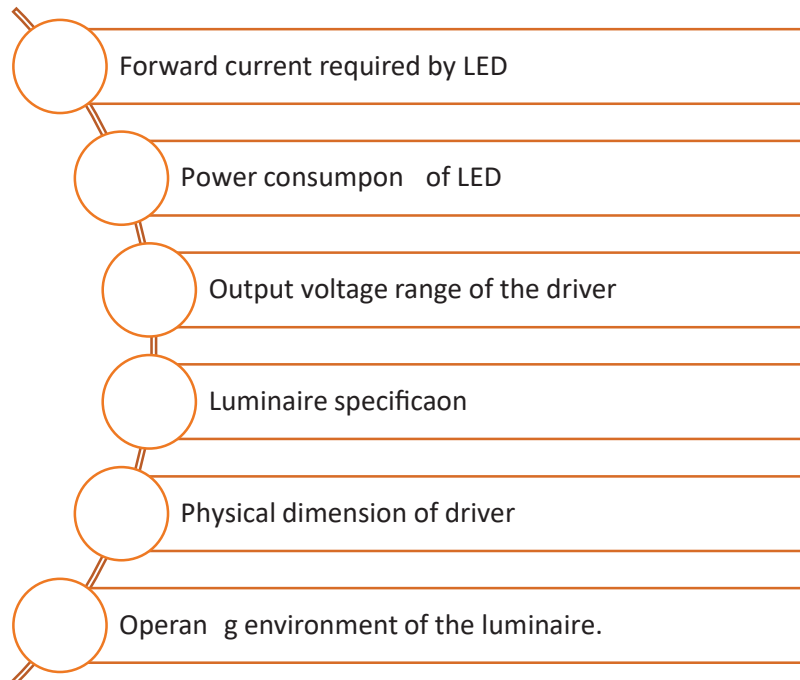 Forward current required by LED
Power consumpon of LED
Output voltage range of the driver
Luminaire specificaon
Physical dimension of driver
Operan g environment of the luminaire.